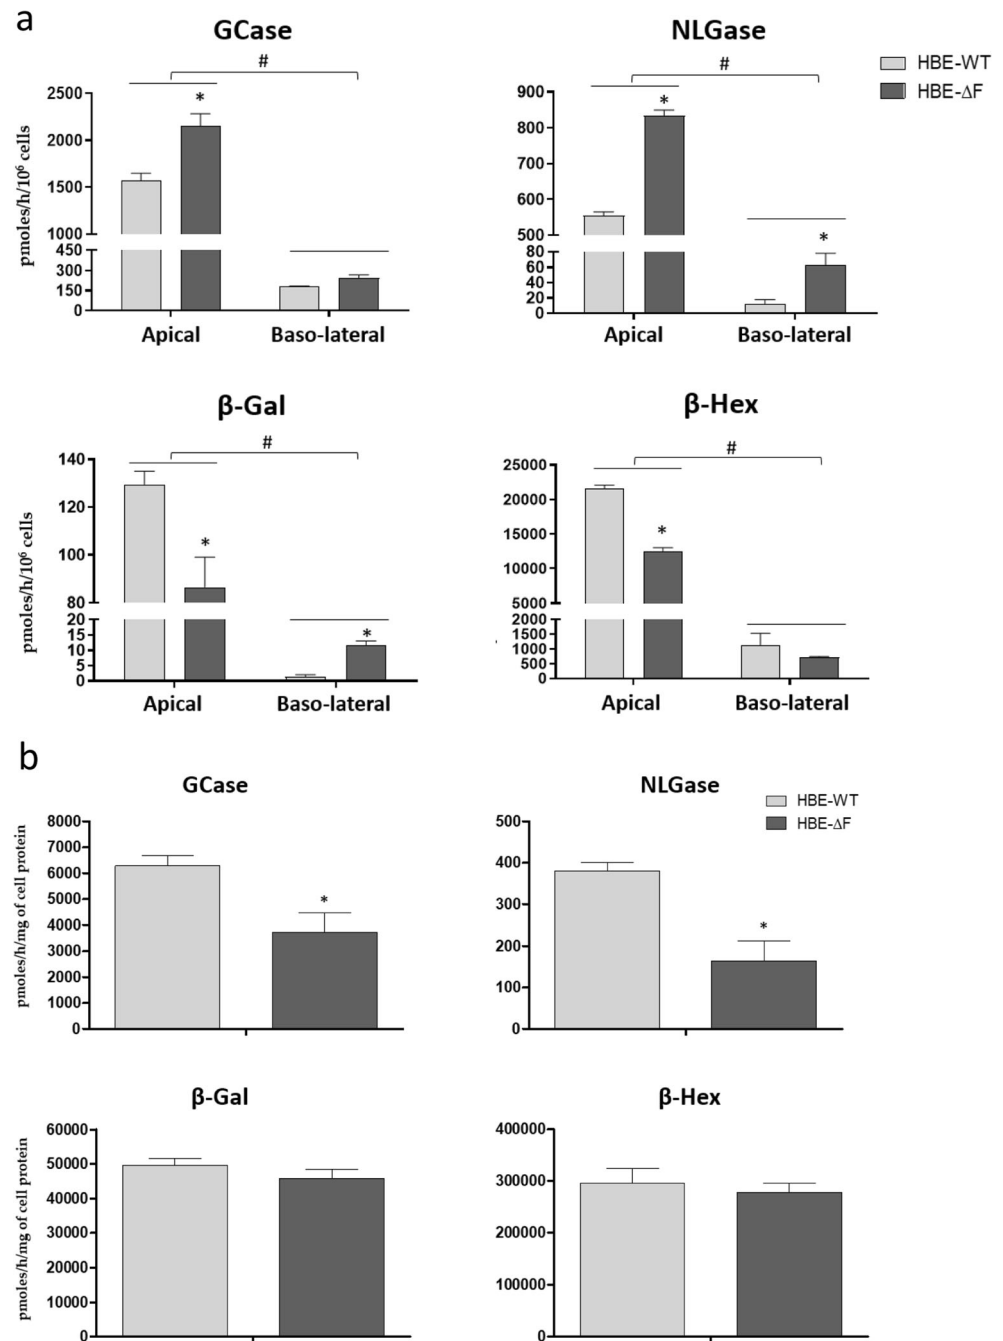 a
GCase
#
2500
2000
1500
1000
450
300
150
0
pmoles/h/10⁶ cells
*
Apical
Baso-lateral
NLGase
#
900
800
700
600
500
80
60
40
20
0
*
*
Apical
Baso-lateral
HBE-WT
HBE-ΔF
β-Gal
#
140
120
100
80
20
15
10
5
0
pmoles/h/10⁶ cells
*
*
Apical
Baso-lateral
β-Hex
#
25000
20000
15000
10000
5000
2000
1500
1000
500
0
*
Apical
Baso-lateral
b
GCase
8000
7000
6000
5000
4000
3000
2000
1000
0
pmoles/h/mg of cell protein
*
NLGase
500
400
300
200
100
0
*
HBE-WT
HBE-ΔF
β-Gal
60000
50000
40000
30000
20000
10000
0
pmoles/h/mg of cell protein
β-Hex
400000
300000
200000
100000
0